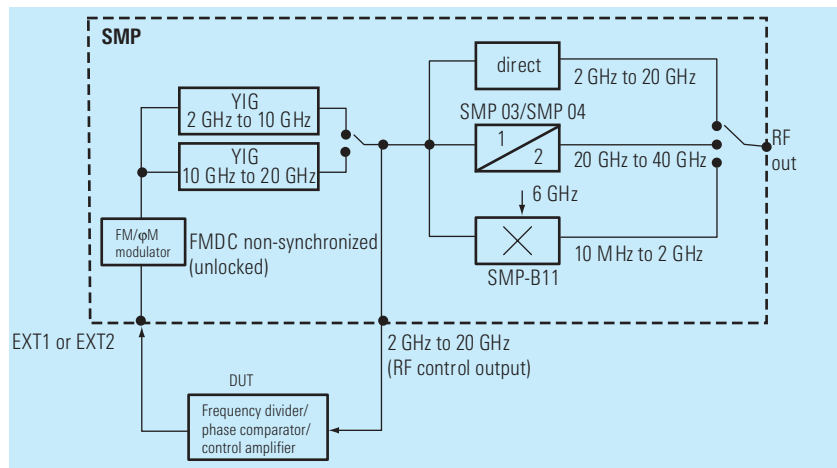 SMP
YIG
2 GHz to 10 GHz
YIG
10 GHz to 20 GHz
FM/φM
modulator
FMDC non-synchronized
(unlocked)
direct
2 GHz to 20 GHz
SMP 03/SMP 04
1
2
20 GHz to 40 GHz
RF
out
6 GHz
10 MHz to 2 GHz
SMP-B11
EXT1 or EXT2
2 GHz to 20 GHz
(RF control output)
DUT
Frequency divider/
phase comparator/
control amplifier